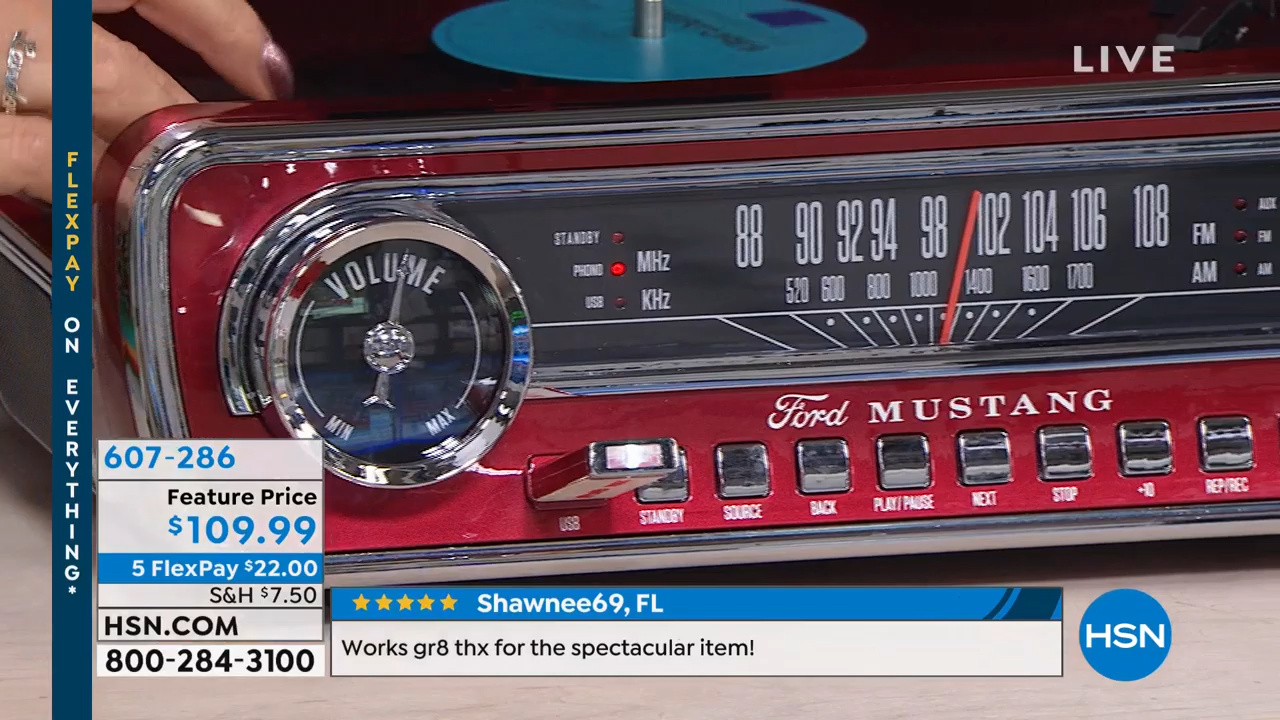 LIVE
FLEXPAY ON EVERYTHING*
VOLUME
MIN MAX
STANDBY
PHONO MHz
USB KHz
88 90 92 94 98 102 104 106 108
520 600 800 1000 1400 1600 1700
FM
AM
AUX
FM
AM
Ford MUSTANG
USB STANDBY SOURCE BACK PLAY/PAUSE NEXT STOP +10 REP/REC
607-286
Feature Price
$109.99
5 FlexPay $22.00
S&H $7.50
HSN.COM
800-284-3100
Shawnee69, FL
Works gr8 thx for the spectacular item!
HSN